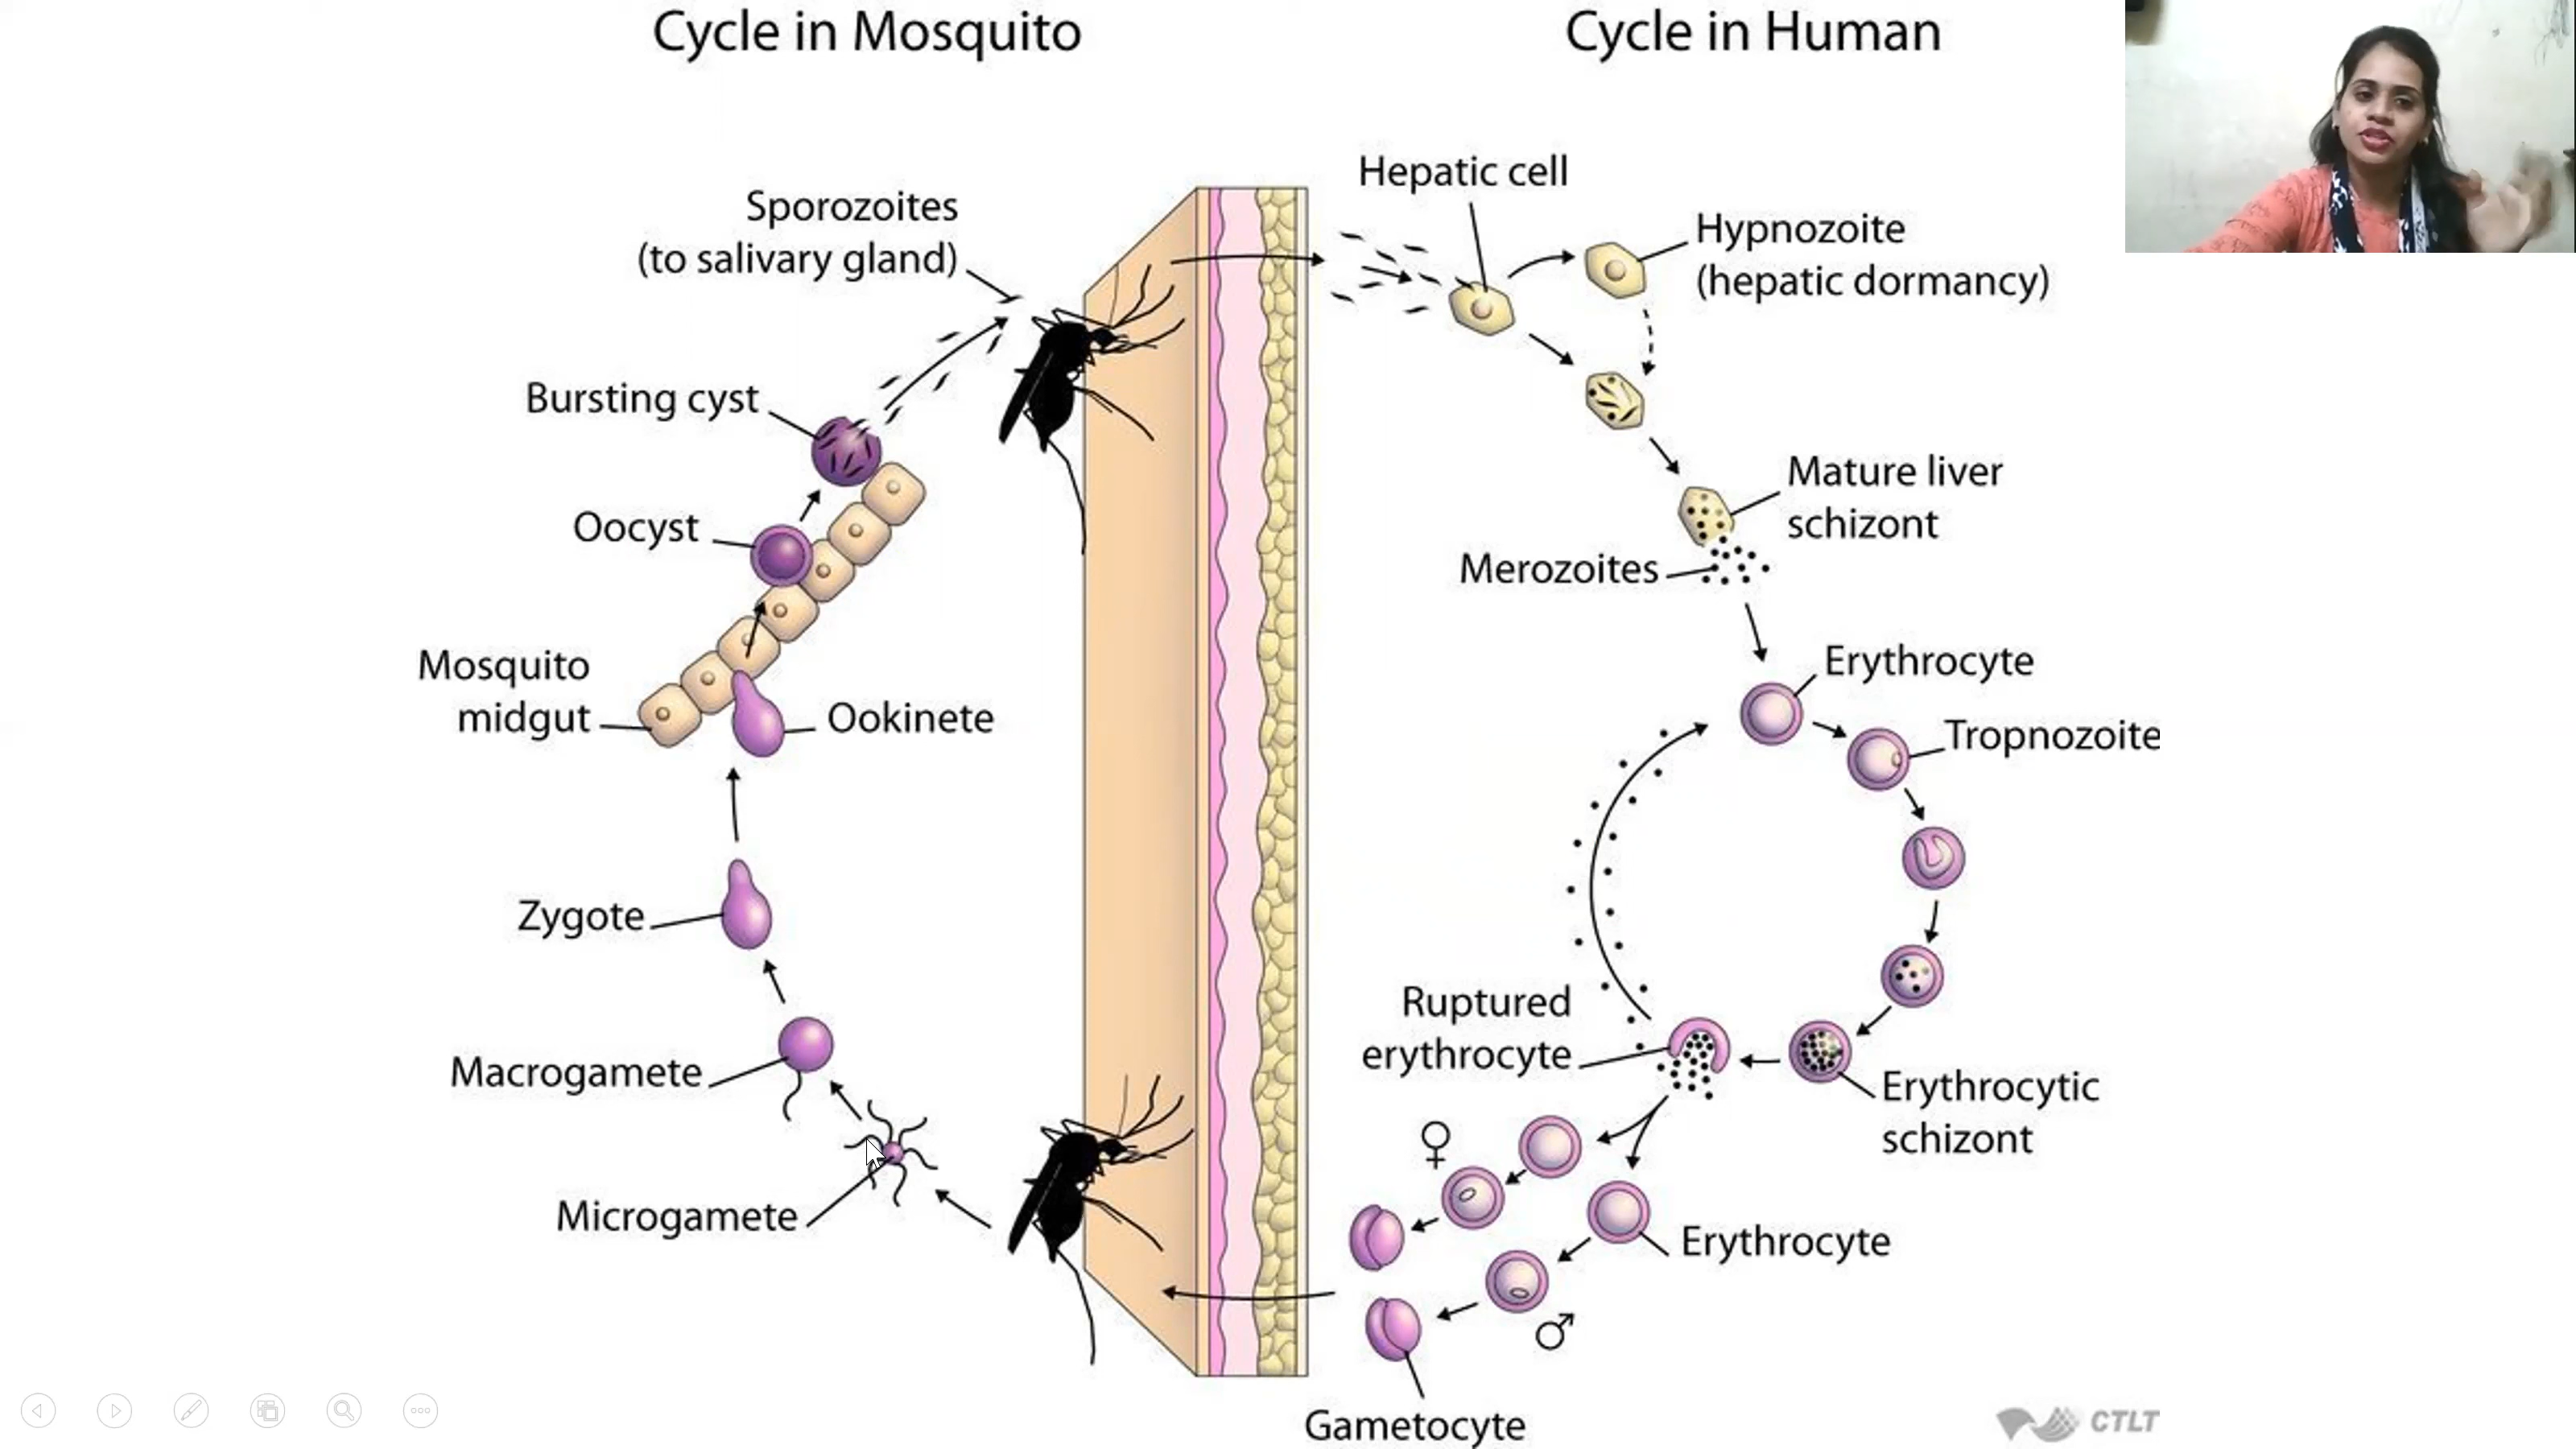 Cycle in Mosquito
Cycle in Human
Sporozoites
(to salivary gland)
Bursting cyst
Oocyst
Mosquito
midgut
Ookinete
Zygote
Macrogamete
Microgamete
Hepatic cell
Hypnozoite
(hepatic dormancy)
Mature liver
schizont
Merozoites
Erythrocyte
Tropnozoite
Ruptured
erythrocyte
Erythrocytic
schizont
♀
Erythrocyte
♂
Gametocyte
CTLT